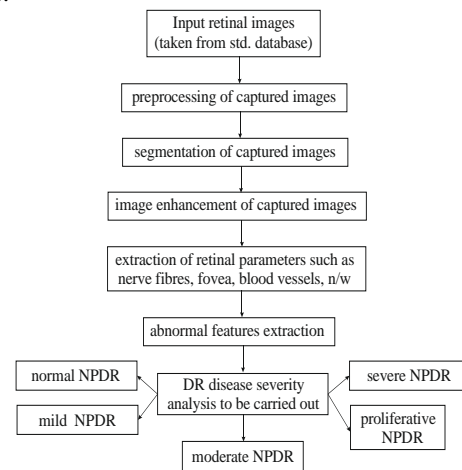 Input retinal images
(taken from std. database)
preprocessing of captured images
segmentation of captured images
image enhancement of captured images
extraction of retinal parameters such as
nerve fibres, fovea, blood vessels, n/w
abnormal features extraction
normal NPDR
mild NPDR
DR disease severity
analysis to be carried out
severe NPDR
proliferative
NPDR
moderate NPDR